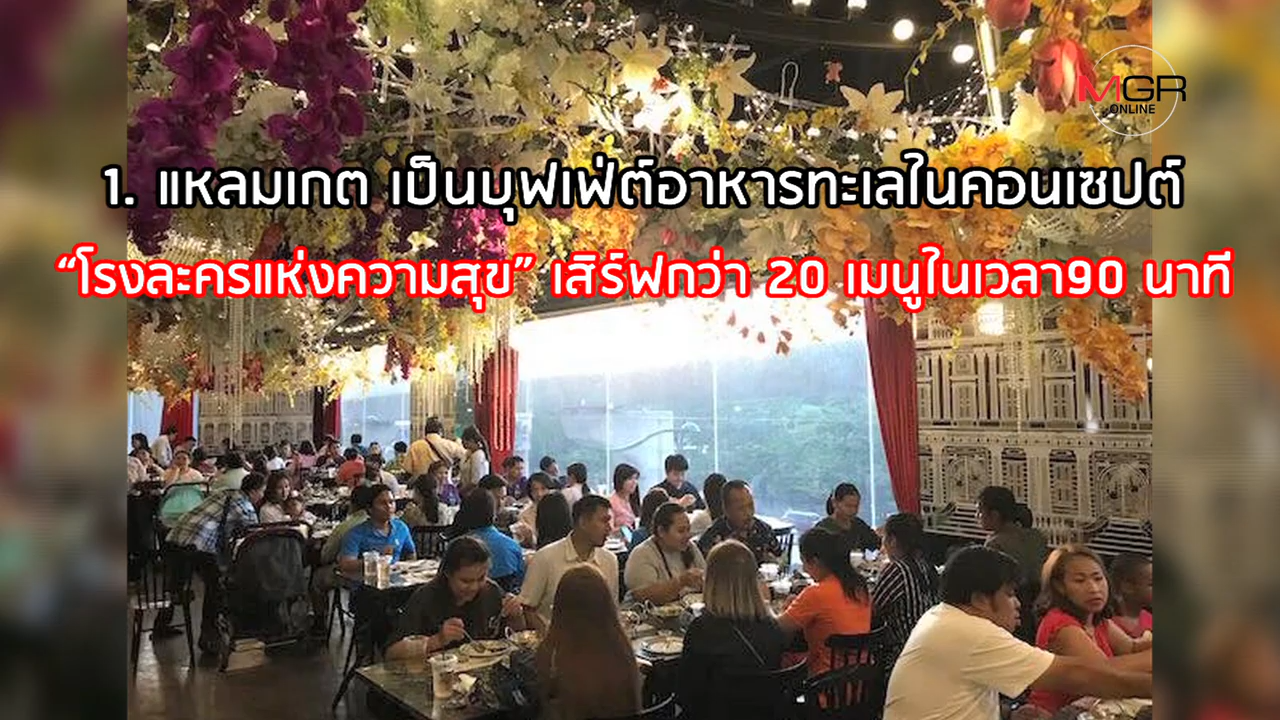 MGR
ONLINE
1. แหลมเกต เป็นบุฟเฟ่ต์อาหารทะเลในคอนเซปต์
“โรงละครแห่งความสุข” เสิร์ฟกว่า 20 เมนูในเวลา90 นาที